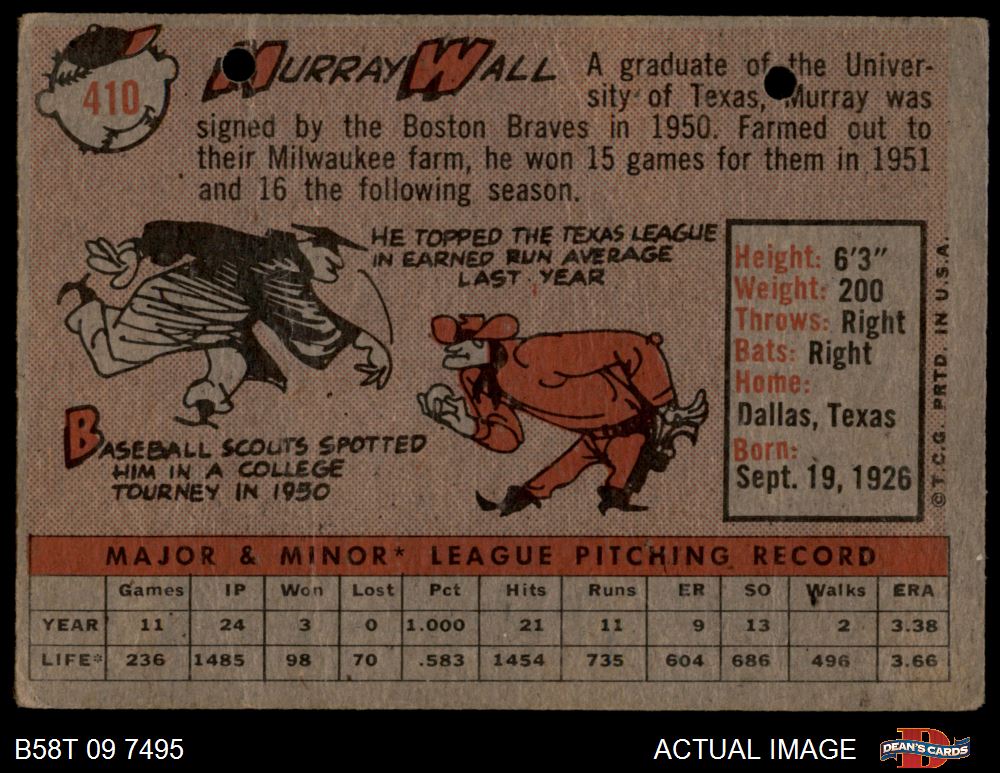 410
MURRAY WALL
A graduate of the Univer-
sity of Texas, Murray was
signed by the Boston Braves in 1950. Farmed out to
their Milwaukee farm, he won 15 games for them in 1951
and 16 the following season.
HE TOPPED THE TEXAS LEAGUE
IN EARNED RUN AVERAGE
LAST YEAR
BASEBALL SCOUTS SPOTTED
HIM IN A COLLEGE
TOURNEY IN 1950
Height: 6'3"
Weight: 200
Throws: Right
Bats: Right
Home:
Dallas, Texas
Born:
Sept. 19, 1926
© T.C.G. PRTD. IN U.S.A.
MAJOR & MINOR* LEAGUE PITCHING RECORD
Games IP Won Lost Pct Hits Runs ER SO Walks ERA
YEAR 11 24 3 0 1.000 21 11 9 13 2 3.38
LIFE* 236 1485 98 70 .583 1454 735 604 686 496 3.66
B58T 09 7495
ACTUAL IMAGE
DEAN'S CARDS